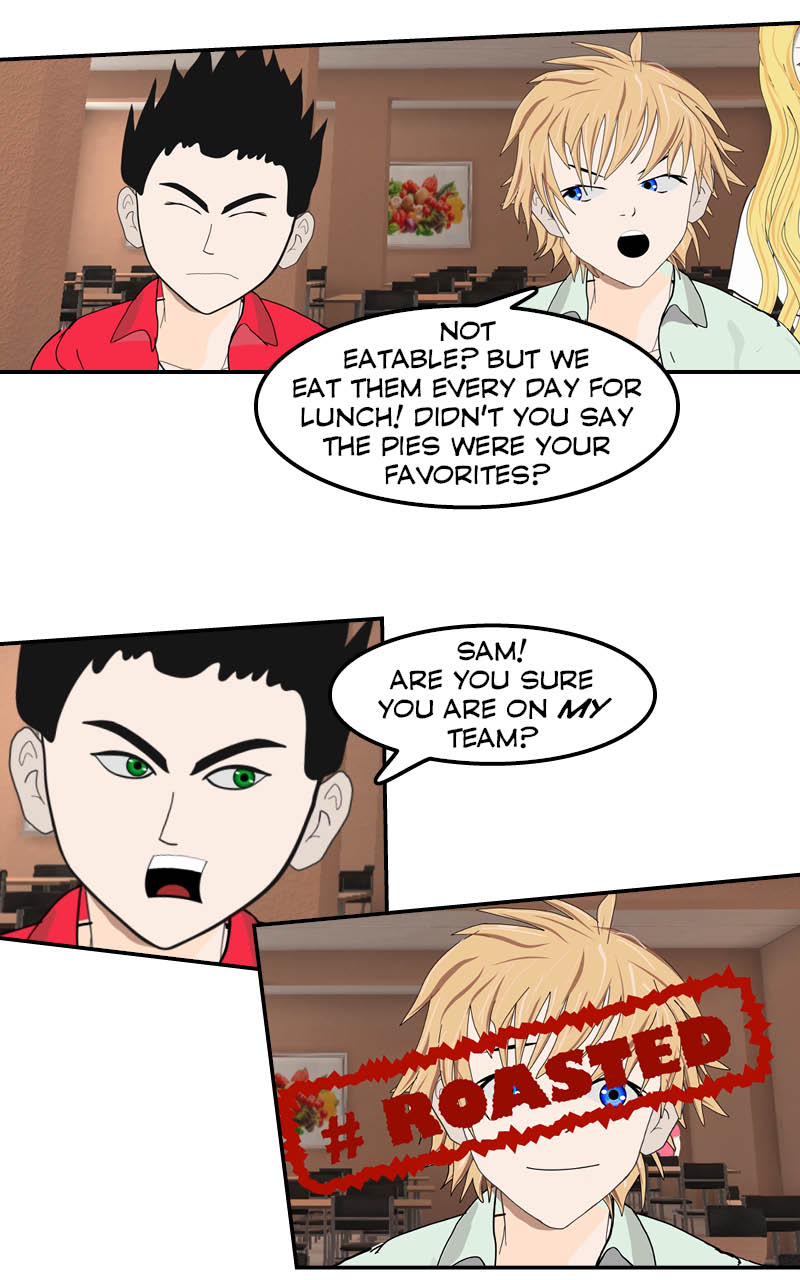 NOT
EATABLE? BUT WE
EAT THEM EVERY DAY FOR
LUNCH! DIDN'T YOU SAY
THE PIES WERE YOUR
FAVORITES?
SAM!
ARE YOU SURE
YOU ARE ON MY
TEAM?
# ROASTED